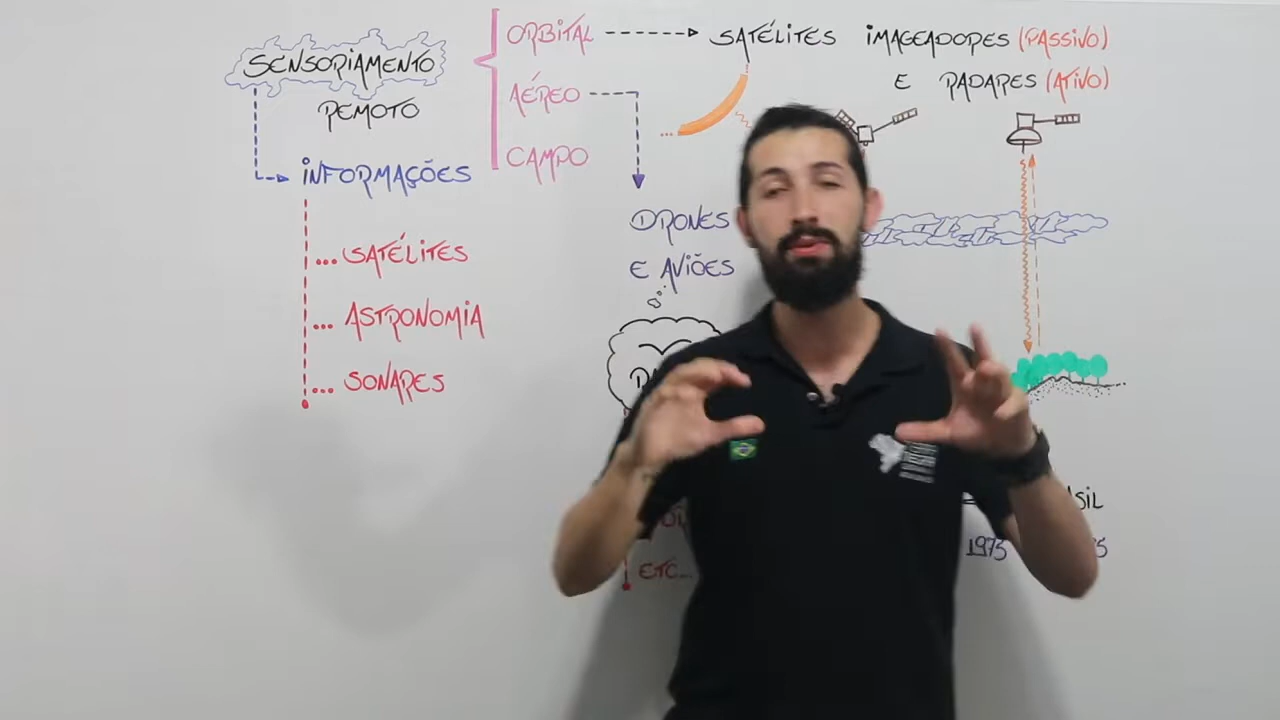 SENSORIAMENTO
REMOTO
INFORMAÇÕES
... SATÉLITES
... ASTRONOMIA
... SONARES
ORBITAL
AÉREO
CAMPO
SATÉLITES IMAGEADORES (PASSIVO)
E RADARES (ATIVO)
DRONES
E AVIÕES
ETC...
1975